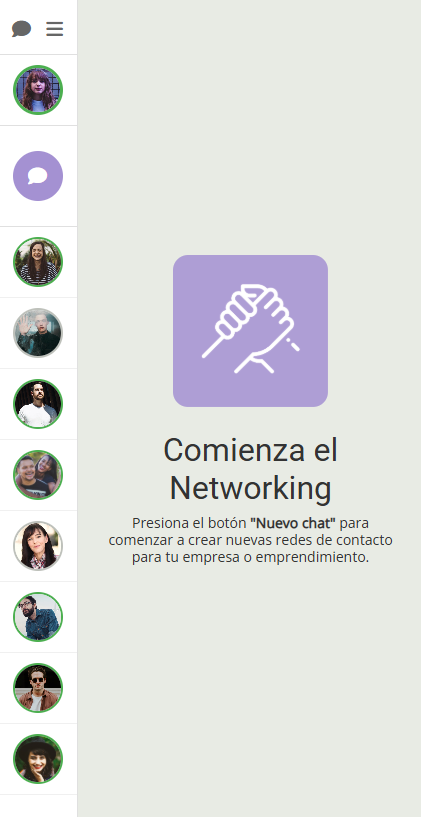 Comienza el
Networking
Presiona el botón "Nuevo chat" para
comenzar a crear nuevas redes de contacto
para tu empresa o emprendimiento.